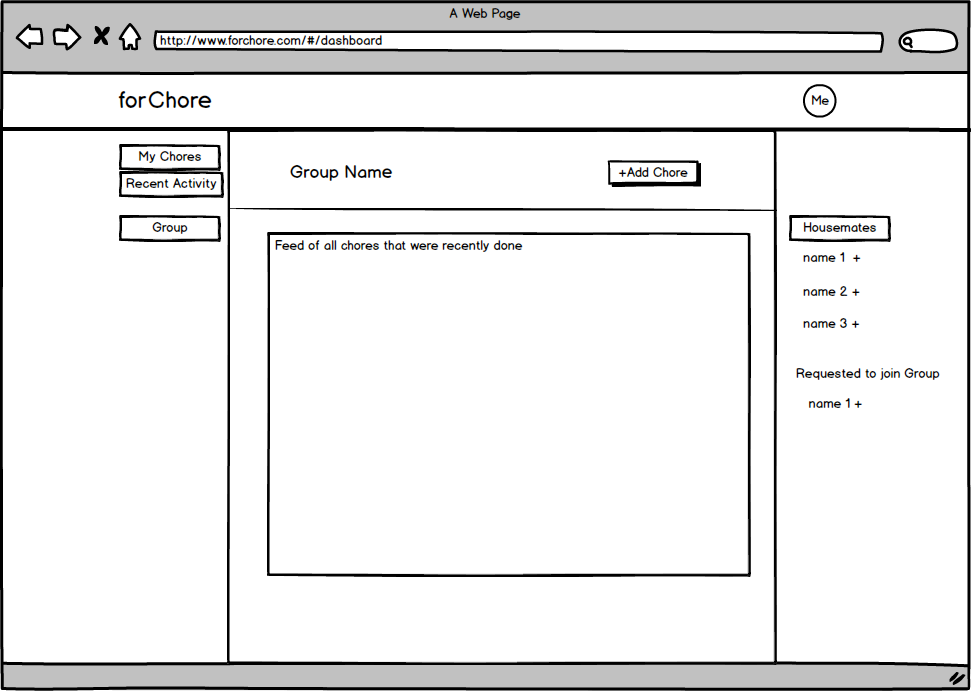 A Web Page
http://www.forchore.com/#/dashboard
forChore
Me
My Chores
Recent Activity
Group
Group Name
+Add Chore
Feed of all chores that were recently done
Housemates
name 1 +
name 2 +
name 3 +
Requested to join Group
name 1 +